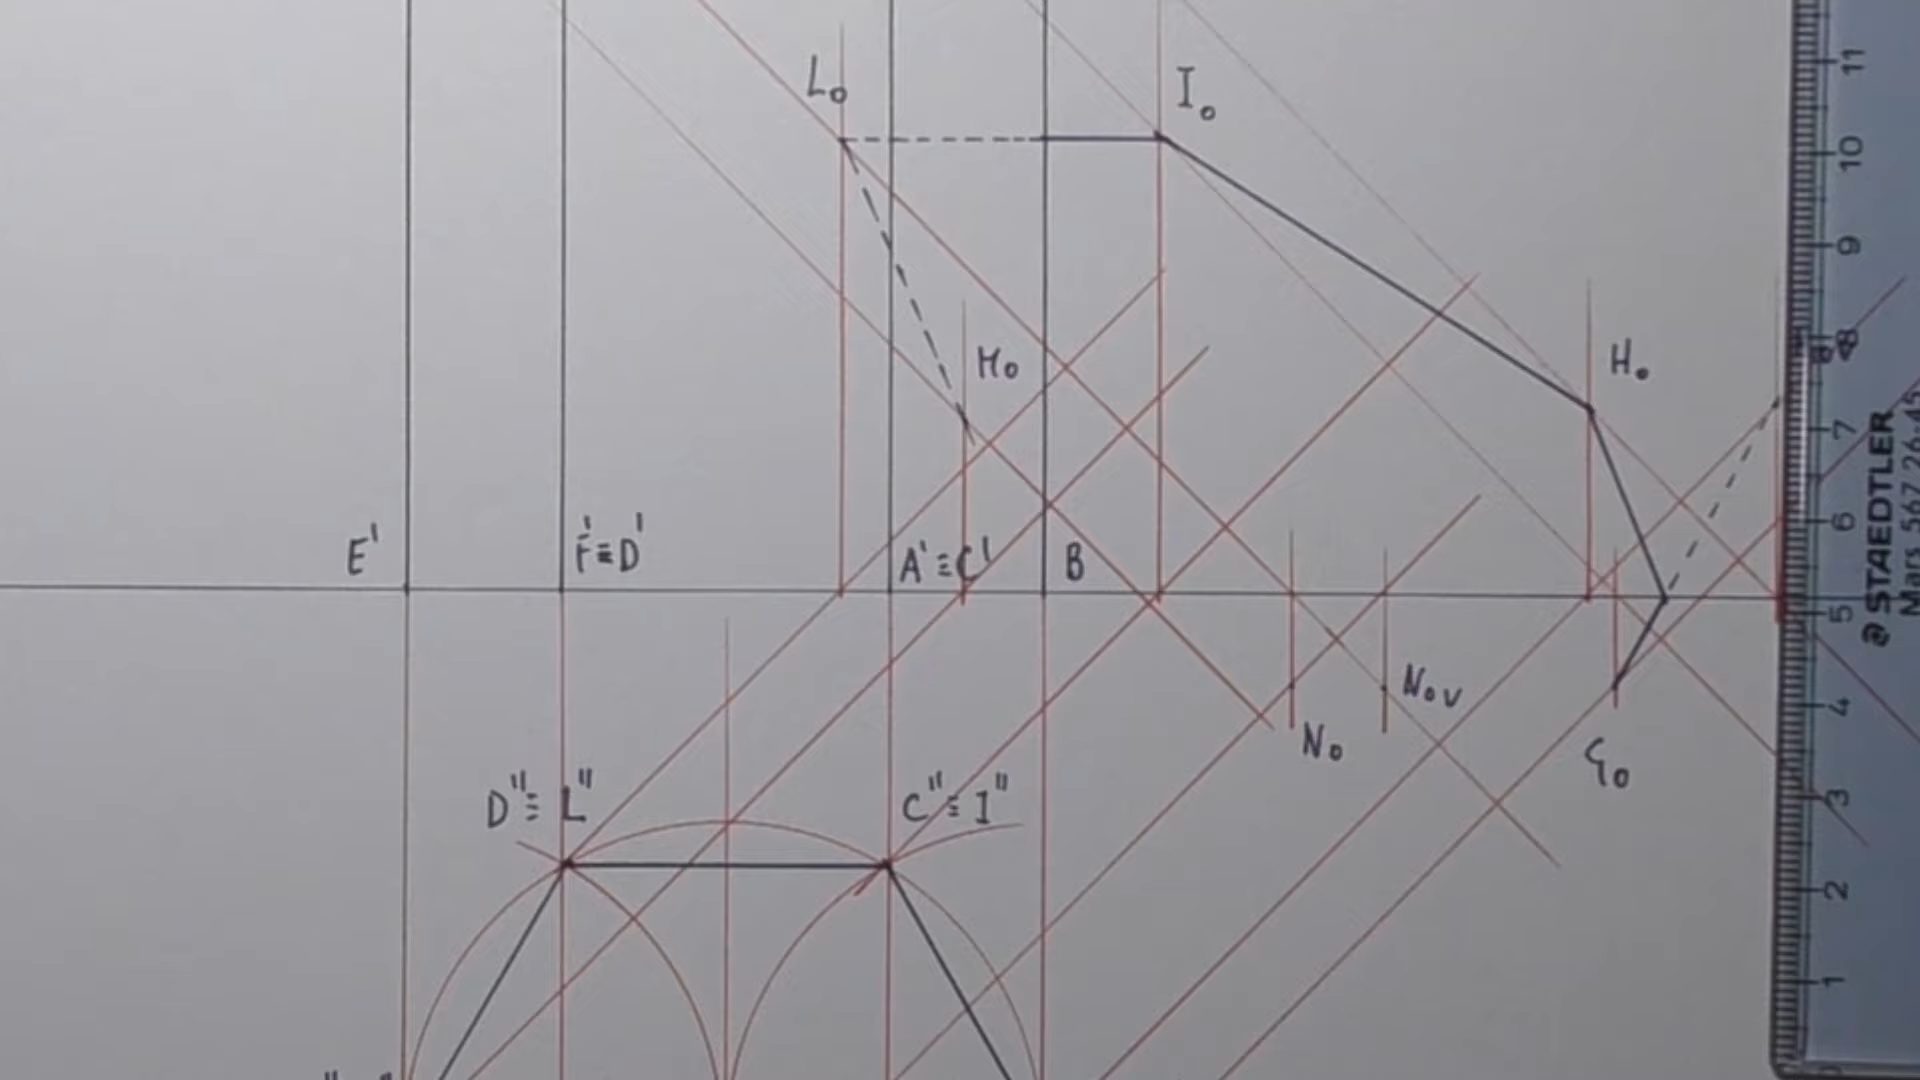 L₀
I₀
M₀
H₀
E'
F'≡D'
A'≡C'
B
N₀
N₀ᵥ
G₀
D"≡L"
C"≡I"
11
10
9
8
7
6
5
4
3
2
1
STAEDTLER
Mars 567 26-45